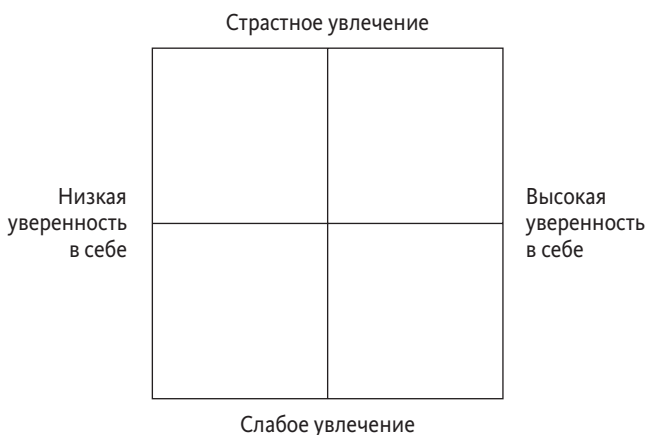 Страстное увлечение
Низкая
уверенность
в себе
Высокая
уверенность
в себе
Слабое увлечение